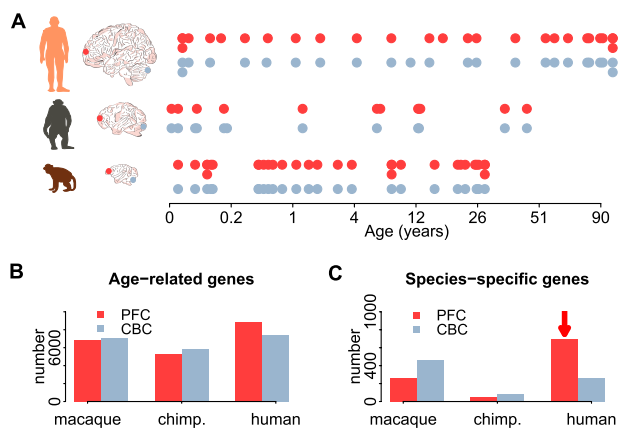 A
0 0.2 1 4 12 26 51 90
Age (years)
B
Age−related genes
PFC
CBC
number
0 6000
macaque chimp. human
C
Species−specific genes
PFC
CBC
number
0 400 1000
macaque chimp. human